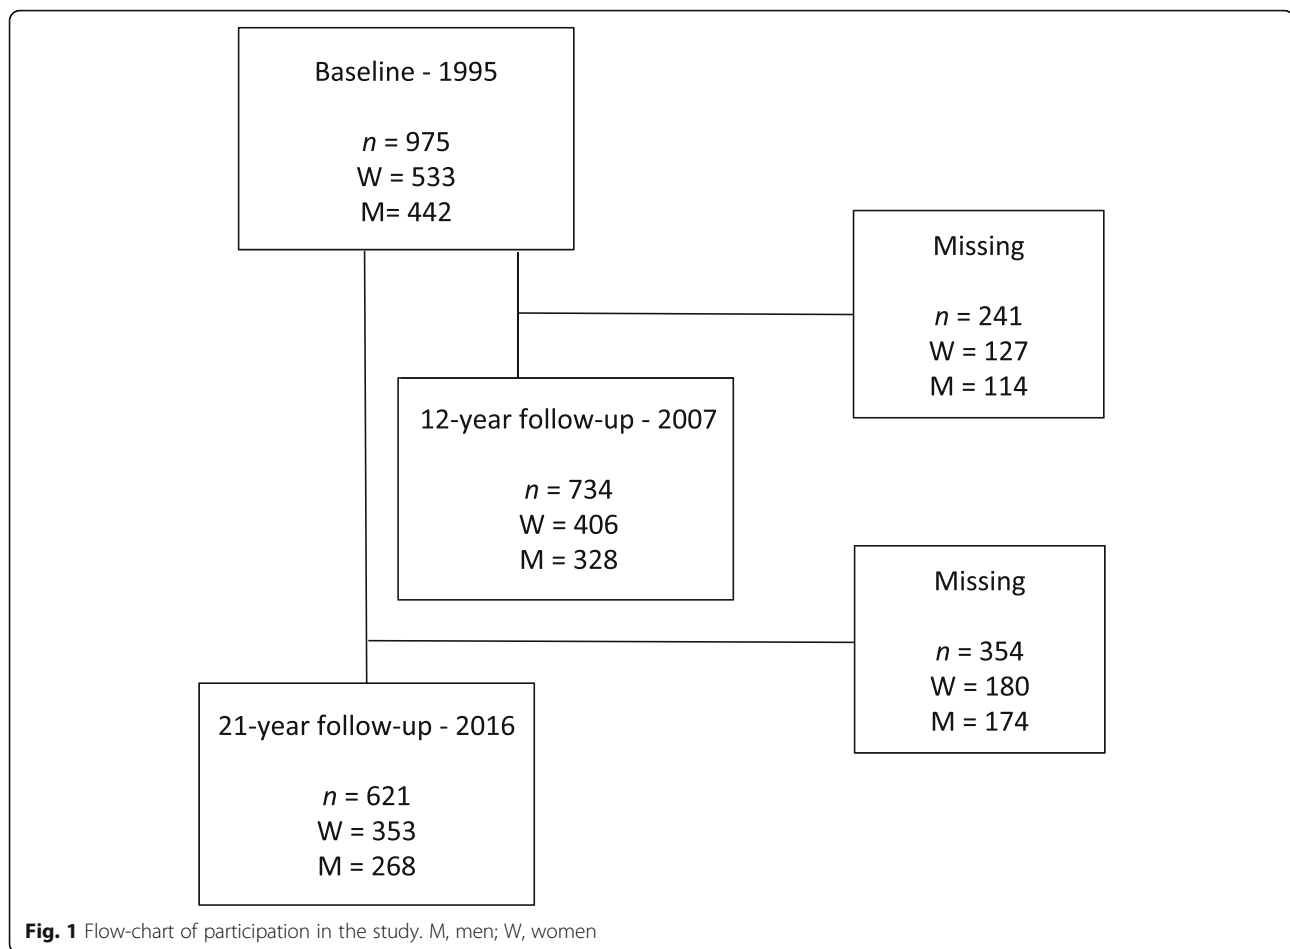 Baseline - 1995
n = 975
W = 533
M= 442
Missing
n = 241
W = 127
M = 114
12-year follow-up - 2007
n = 734
W = 406
M = 328
Missing
n = 354
W = 180
M = 174
21-year follow-up - 2016
n = 621
W = 353
M = 268
Fig. 1 Flow-chart of participation in the study. M, men; W, women